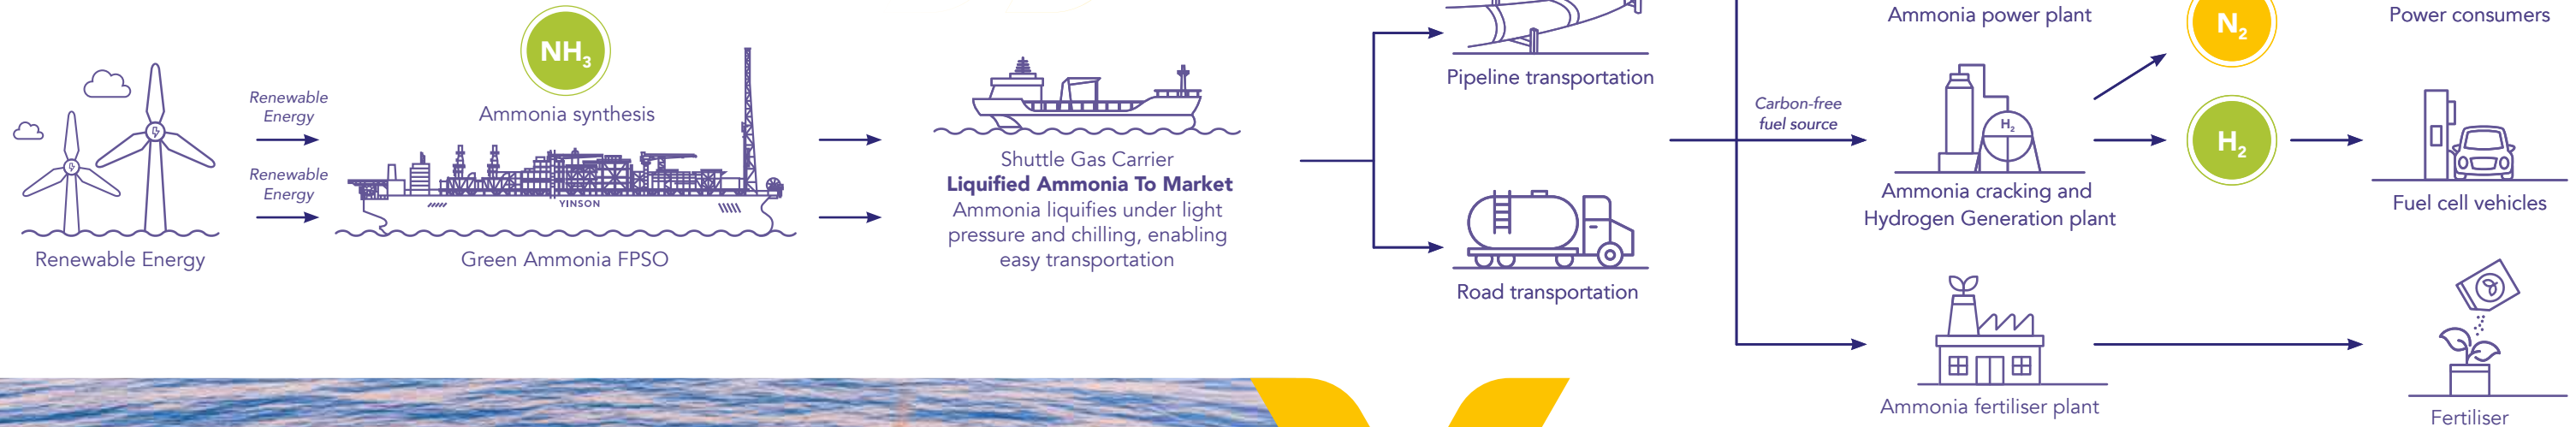 Renewable
Energy
Renewable
Energy
Renewable Energy
NH₃
Ammonia synthesis
YINSON
Green Ammonia FPSO
Shuttle Gas Carrier
Liquified Ammonia To Market
Ammonia liquifies under light
pressure and chilling, enabling
easy transportation
Pipeline transportation
Road transportation
Carbon-free
fuel source
Ammonia power plant
H₂
Ammonia cracking and
Hydrogen Generation plant
Ammonia fertiliser plant
N₂
H₂
Power consumers
Fuel cell vehicles
Fertiliser